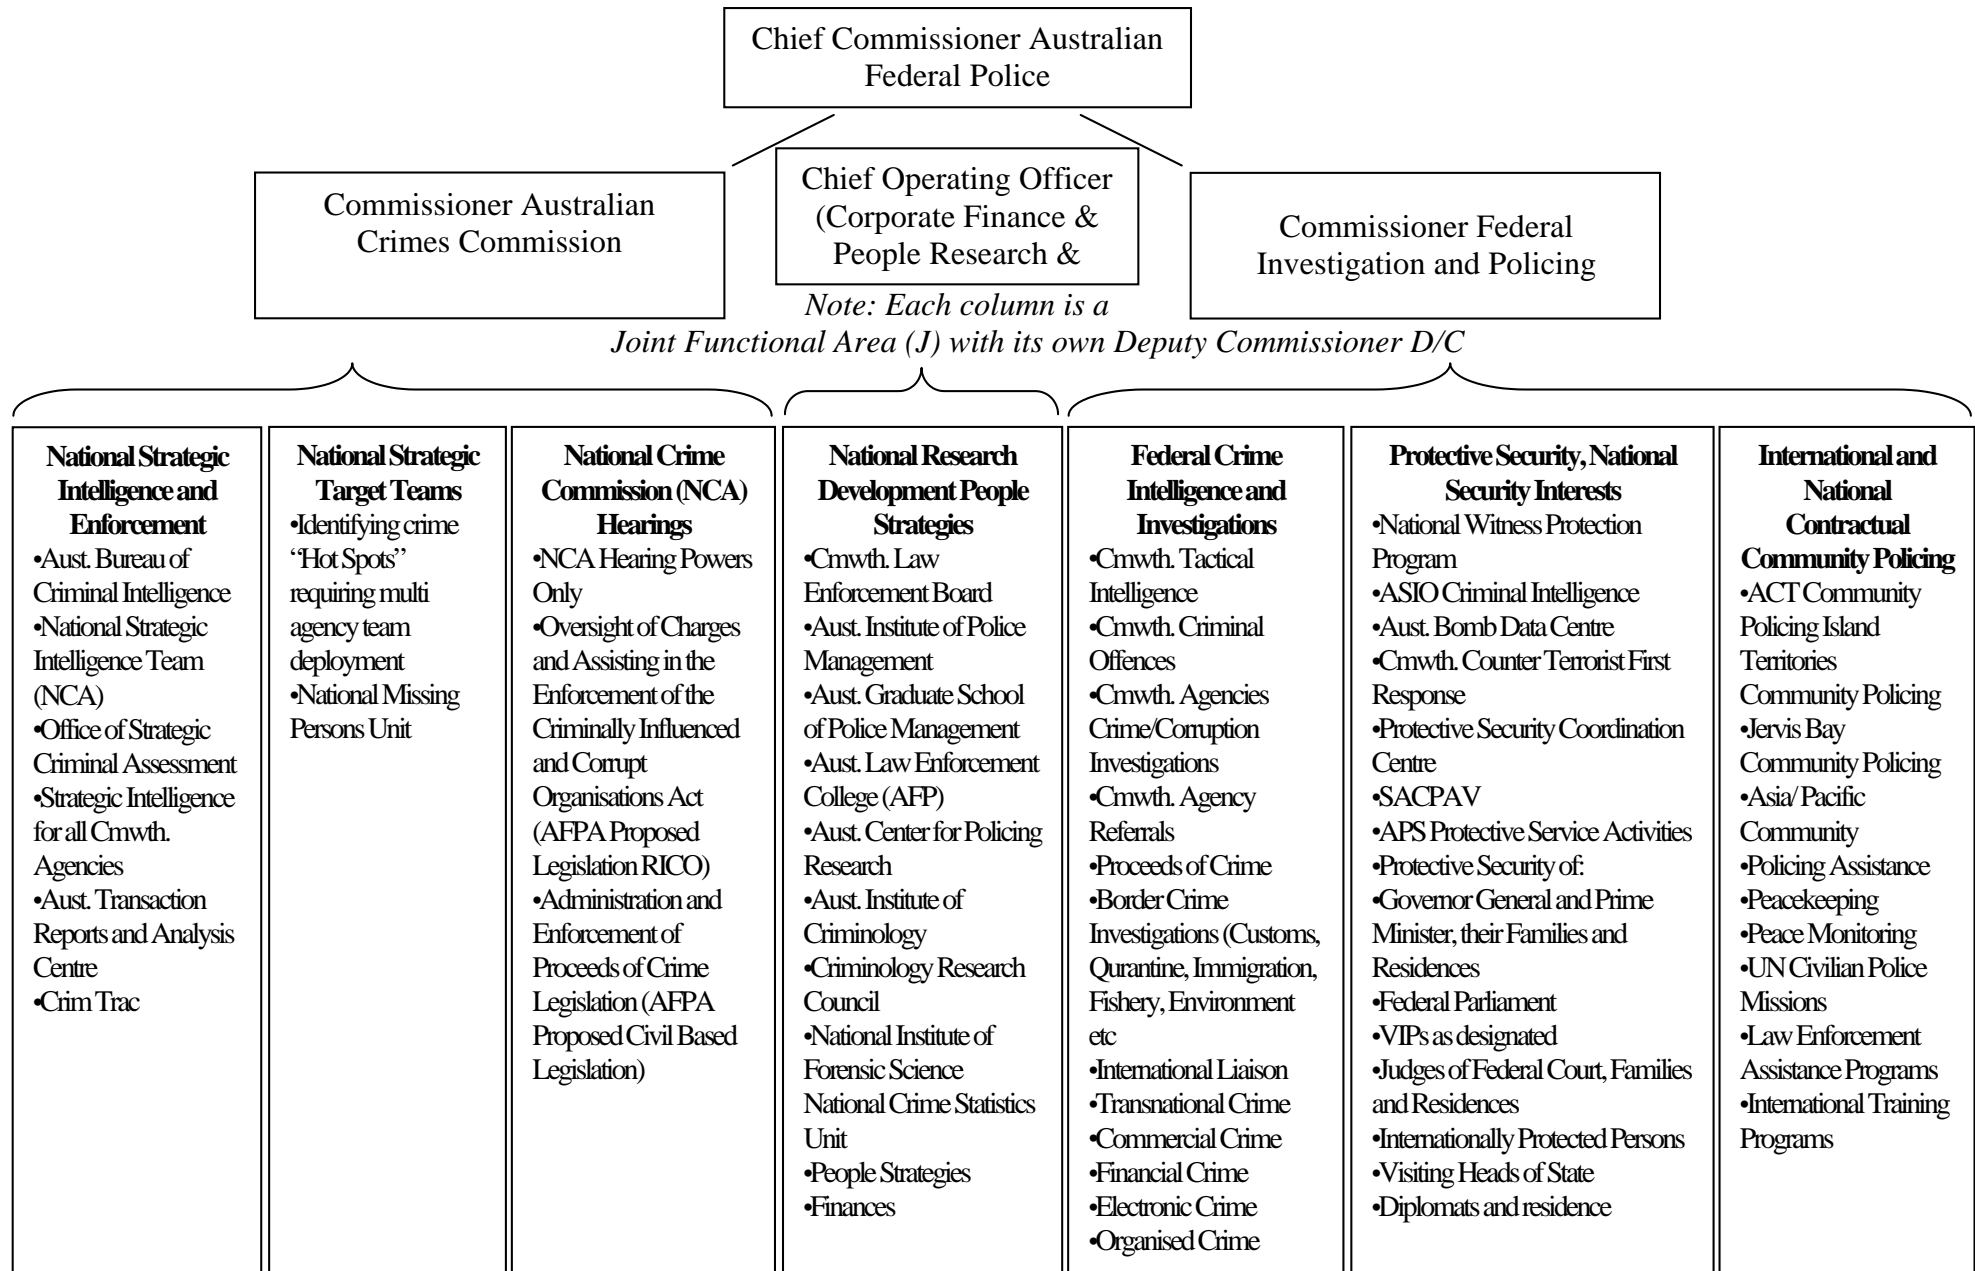 Chief Commissioner Australian
Federal Police
Commissioner Australian
Crimes Commission
Chief Operating Officer
(Corporate Finance &
People Research &
Commissioner Federal
Investigation and Policing
Note: Each column is a
Joint Functional Area (J) with its own Deputy Commissioner D/C
National Strategic
Intelligence and
Enforcement
•Aust. Bureau of
Criminal Intelligence
•National Strategic
Intelligence Team
(NCA)
•Office of Strategic
Criminal Assessment
•Strategic Intelligence
for all Cmwth.
Agencies
•Aust. Transaction
Reports and Analysis
Centre
•Crim Trac
National Strategic
Target Teams
•Identifying crime
“Hot Spots”
requiring multi
agency team
deployment
•National Missing
Persons Unit
National Crime
Commission (NCA)
Hearings
•NCA Hearing Powers
Only
•Oversight of Charges
and Assisting in the
Enforcement of the
Criminally Influenced
and Corrupt
Organisations Act
(AFPA Proposed
Legislation RICO)
•Administration and
Enforcement of
Proceeds of Crime
Legislation (AFPA
Proposed Civil Based
Legislation)
National Research
Development People
Strategies
•Cmwth. Law
Enforcement Board
•Aust. Institute of Police
Management
•Aust. Graduate School
of Police Management
•Aust. Law Enforcement
College (AFP)
•Aust. Center for Policing
Research
•Aust. Institute of
Criminology
•Criminology Research
Council
•National Institute of
Forensic Science
National Crime Statistics
Unit
•People Strategies
•Finances
Federal Crime
Intelligence and
Investigations
•Cmwth. Tactical
Intelligence
•Cmwth. Criminal
Offences
•Cmwth. Agencies
Crime/Corruption
Investigations
•Cmwth. Agency
Referrals
•Proceeds of Crime
•Border Crime
Investigations (Customs,
Qurantine, Immigration,
Fishery, Environment
etc
•International Liaison
•Transnational Crime
•Commercial Crime
•Financial Crime
•Electronic Crime
•Organised Crime
Protective Security, National
Security Interests
•National Witness Protection
Program
•ASIO Criminal Intelligence
•Aust. Bomb Data Centre
•Cmwth. Counter Terrorist First
Response
•Protective Security Coordination
Centre
•SACPAV
•APS Protective Service Activities
•Protective Security of:
•Governor General and Prime
Minister, their Families and
Residences
•Federal Parliament
•VIPs as designated
•Judges of Federal Court, Families
and Residences
•Internationally Protected Persons
•Visiting Heads of State
•Diplomats and residence
International and
National
Contractual
Community Policing
•ACT Community
Policing Island
Territories
Community Policing
•Jervis Bay
Community Policing
•Asia/ Pacific
Community
•Policing Assistance
•Peacekeeping
•Peace Monitoring
•UN Civilian Police
Missions
•Law Enforcement
Assistance Programs
•International Training
Programs